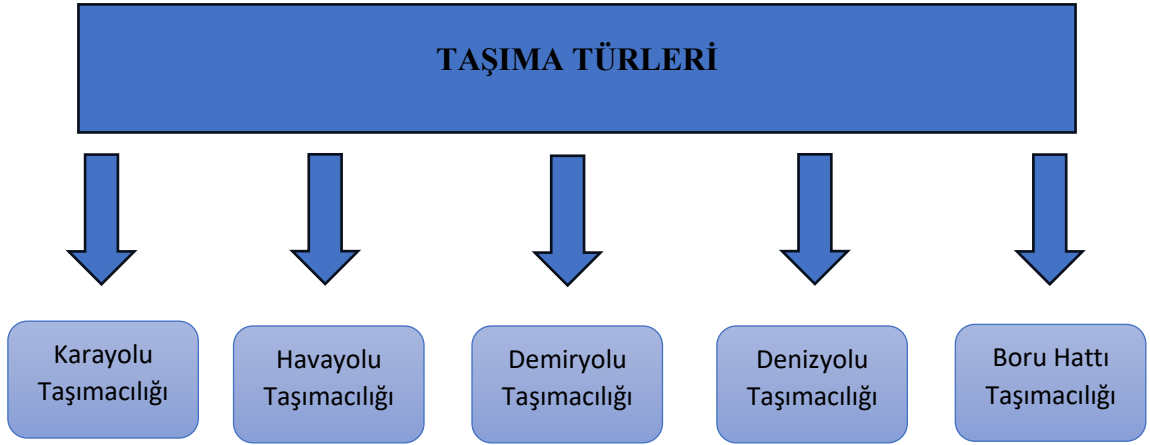 TAŞIMA TÜRLERİ
Karayolu
Taşımacılığı
Havayolu
Taşımacılığı
Demiryolu
Taşımacılığı
Denizyolu
Taşımacılığı
Boru Hattı
Taşımacılığı